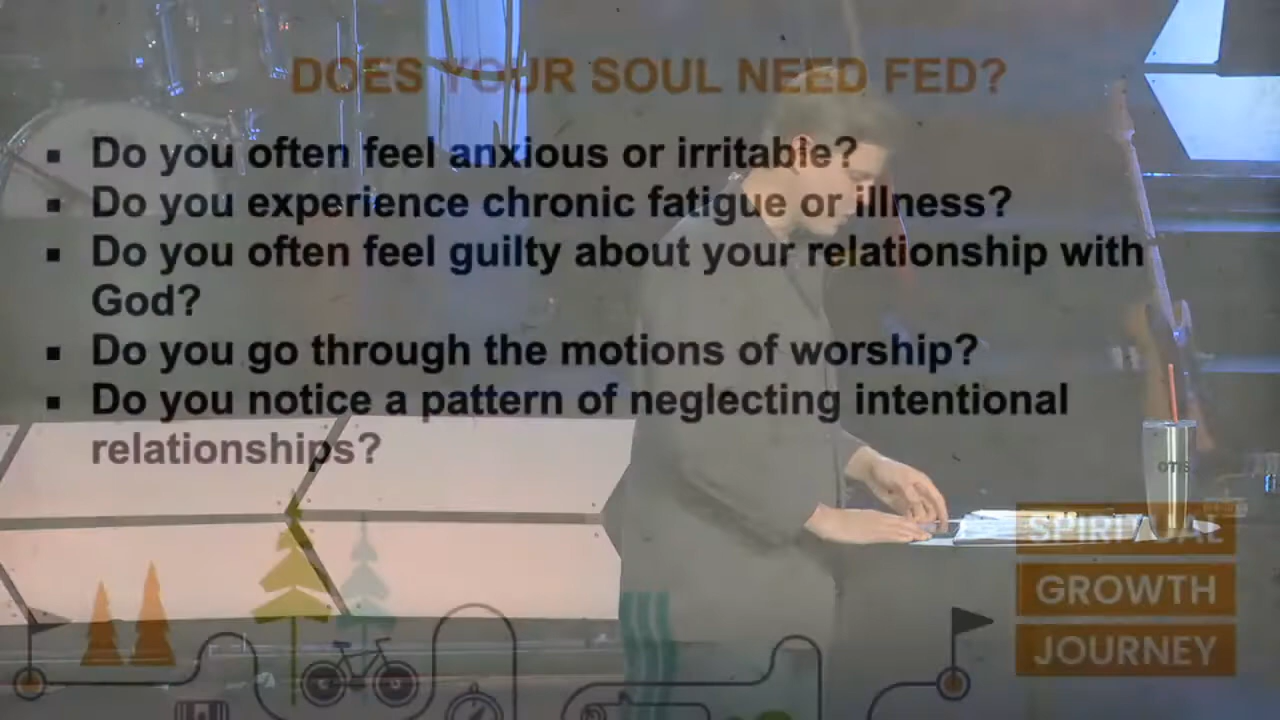 DOES YOUR SOUL NEED FED?
▪ Do you often feel anxious or irritable?
▪ Do you experience chronic fatigue or illness?
▪ Do you often feel guilty about your relationship with
God?
▪ Do you go through the motions of worship?
▪ Do you notice a pattern of neglecting intentional
relationships?
OTIS
SPIRITUAL
GROWTH
JOURNEY